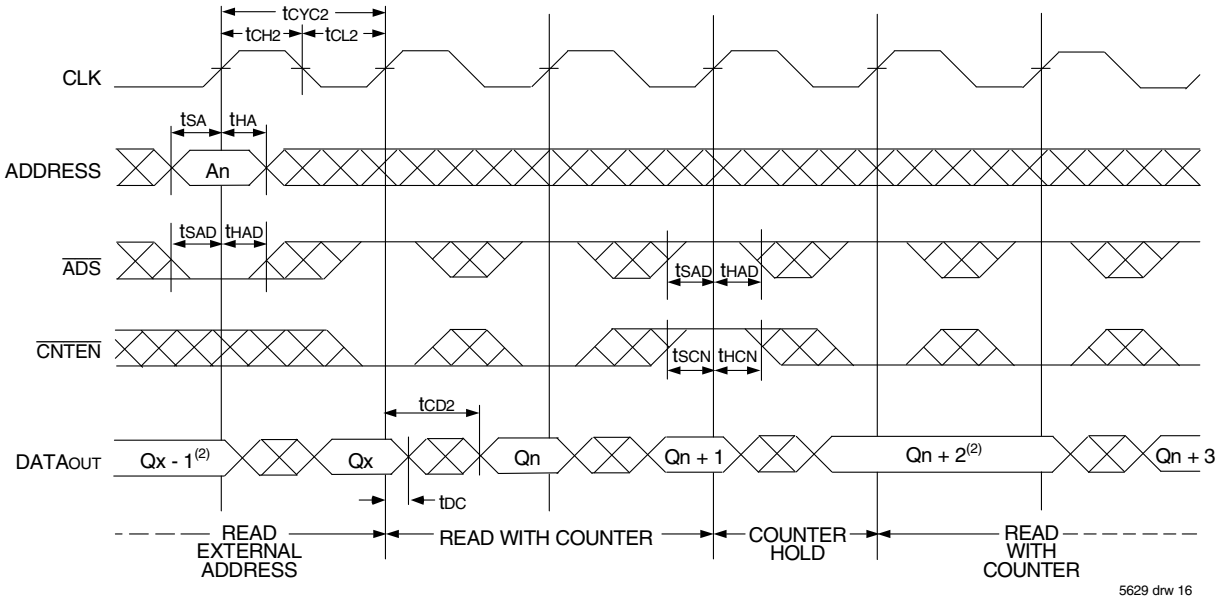 tCYC2
tCH2 tCL2
CLK
tSA tHA
ADDRESS An
tSAD tHAD
ADS tSAD tHAD
CNTEN tSCN tHCN
tCD2
DATAOUT Qx - 1(2) Qx Qn Qn + 1 Qn + 2(2) Qn + 3
tDC
READ EXTERNAL ADDRESS
READ WITH COUNTER
COUNTER HOLD
READ WITH COUNTER
5629 drw 16